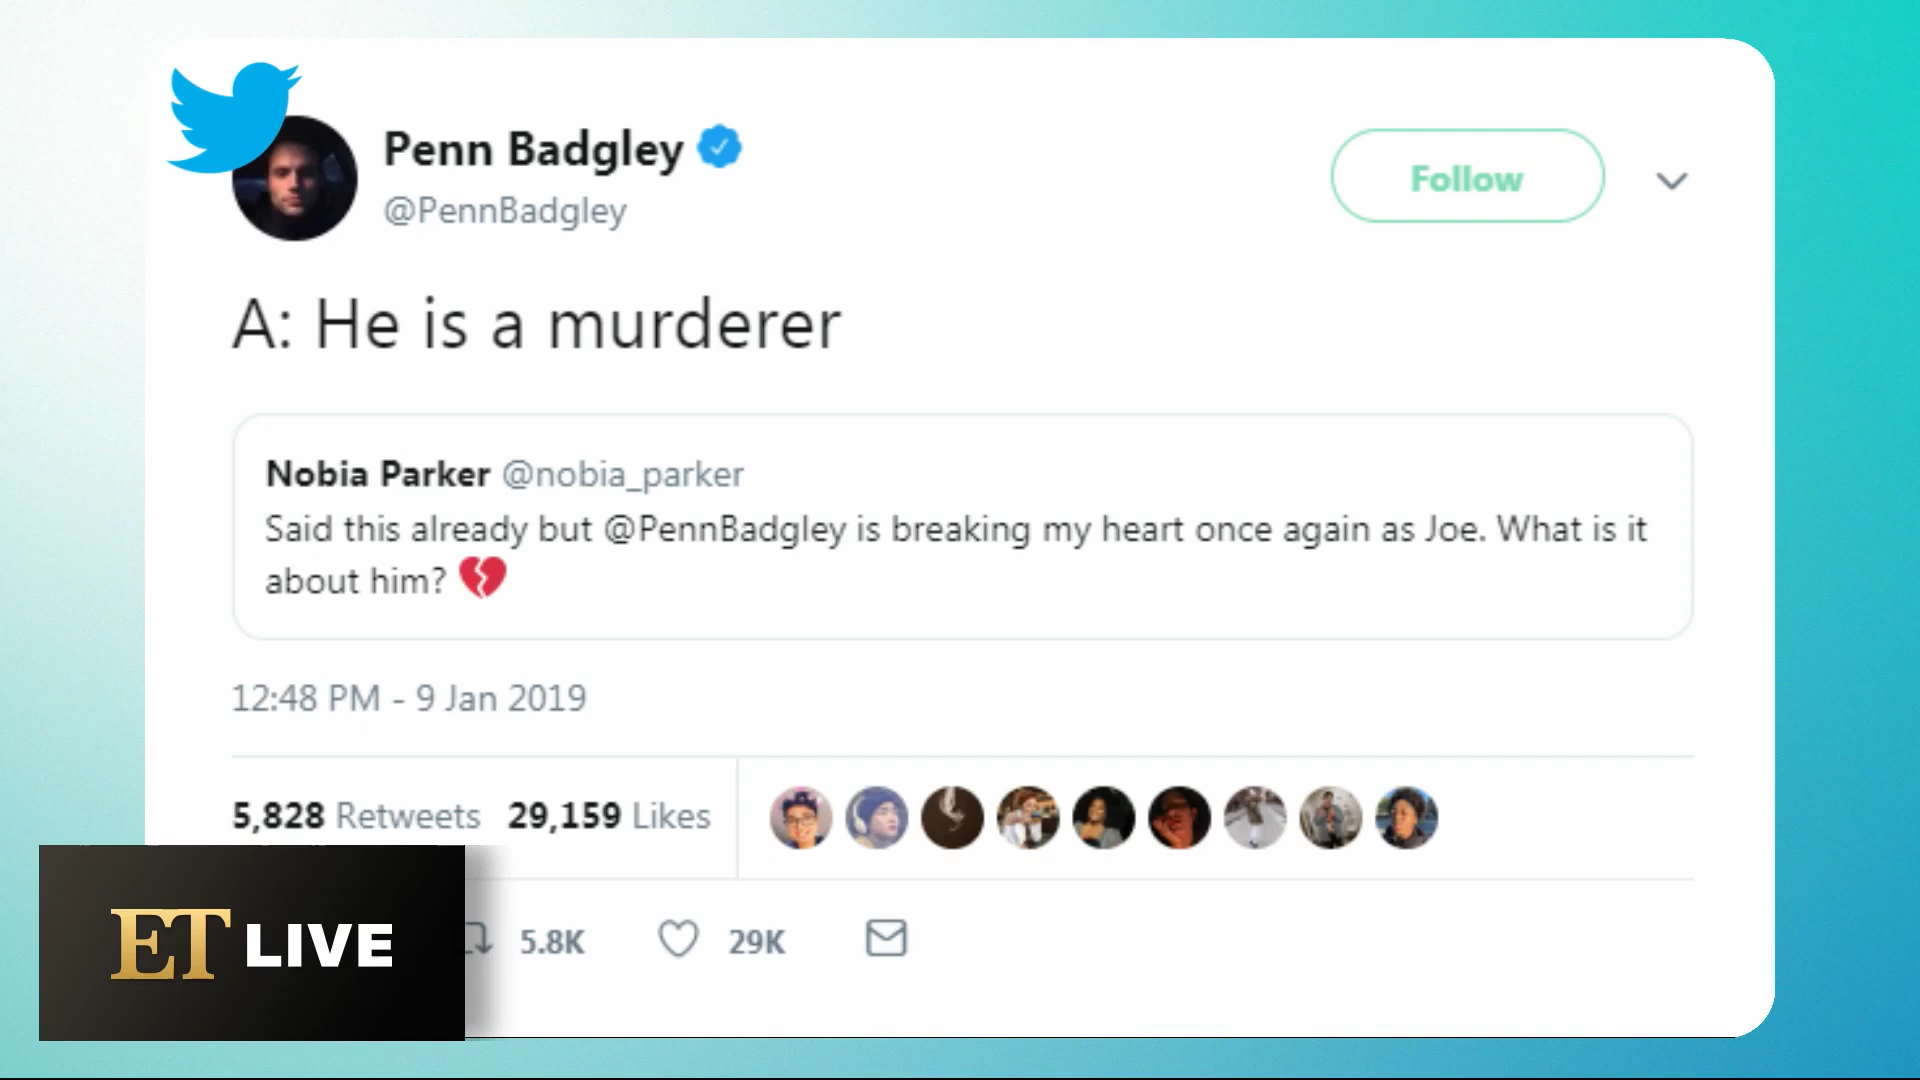 Penn Badgley
@PennBadgley
Follow
A: He is a murderer
Nobia Parker @nobia_parker
Said this already but @PennBadgley is breaking my heart once again as Joe. What is it
about him? 💔
12:48 PM - 9 Jan 2019
5,828 Retweets 29,159 Likes
5.8K 29K
ET LIVE